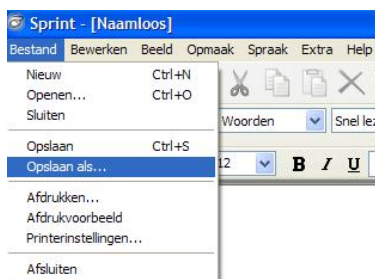 Sprint - [Naamloos]
Bestand Bewerken Beeld Opmaak Spraak Extra Help
Nieuw Ctrl+N
Openen... Ctrl+O
Sluiten
Woorden Snel lez
Opslaan Ctrl+S
Opslaan als... 12 B I U
Afdrukken...
Afdrukvoorbeeld
Printerinstellingen...
Afsluiten